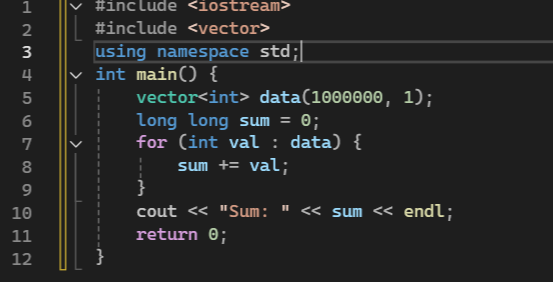 1 #include <iostream>
2 #include <vector>
3 using namespace std;
4 int main() {
5 vector<int> data(1000000, 1);
6 long long sum = 0;
7 for (int val : data) {
8 sum += val;
9 }
10 cout << "Sum: " << sum << endl;
11 return 0;
12 }